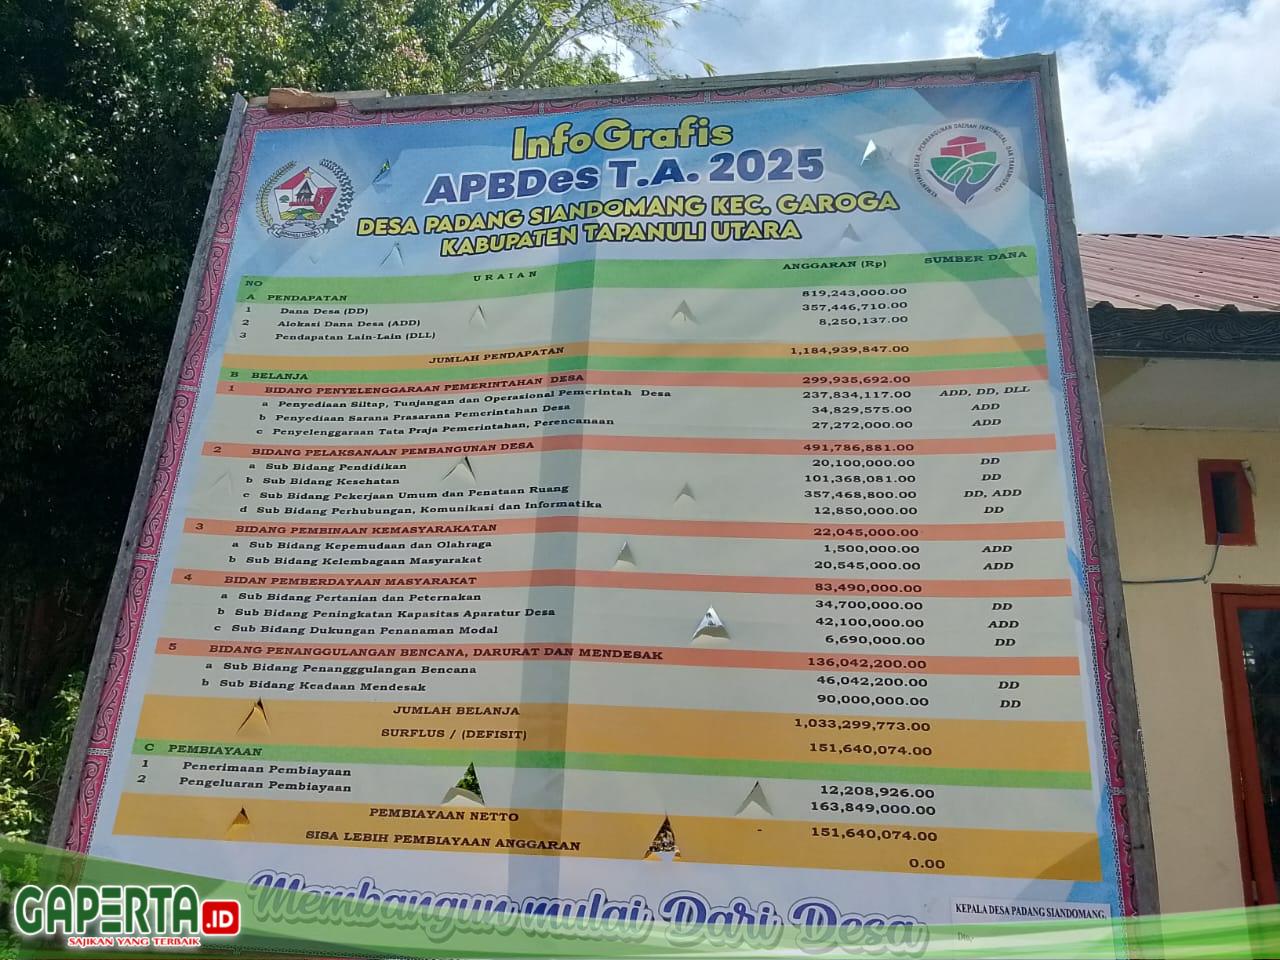 InfoGrafis
APBDes T.A. 2025
DESA PADANG SIANDOMANG KEC. GAROGA
KABUPATEN TAPANULI UTARA
KEMENTERIAN DESA, PEMBANGUNAN DAERAH TERTINGGAL, DAN TRANSMIGRASI
NO URAIAN ANGGARAN (Rp) SUMBER DANA
A PENDAPATAN
1 Dana Desa (DD) 819,243,000.00
2 Alokasi Dana Desa (ADD) 357,446,710.00
3 Pendapatan Lain-Lain (DLL) 8,250,137.00
JUMLAH PENDAPATAN 1,184,939,847.00
B BELANJA
1 BIDANG PENYELENGGARAAN PEMERINTAHAN DESA 299,935,692.00
a Penyediaan Siltap, Tunjangan dan Operasional Pemerintah Desa 237,834,117.00 ADD, DD, DLL
b Penyediaan Sarana Prasarana Pemerintahan Desa 34,829,575.00 ADD
c Penyelenggaraan Tata Praja Pemerintahan, Perencanaan 27,272,000.00 ADD
2 BIDANG PELAKSANAAN PEMBANGUNAN DESA 491,786,881.00
a Sub Bidang Pendidikan 20,100,000.00 DD
b Sub Bidang Kesehatan 101,368,081.00 DD
c Sub Bidang Pekerjaan Umum dan Penataan Ruang 357,468,800.00 DD, ADD
d Sub Bidang Perhubungan, Komunikasi dan Informatika 12,850,000.00 DD
3 BIDANG PEMBINAAN KEMASYARAKATAN 22,045,000.00
a Sub Bidang Kepemudaan dan Olahraga 1,500,000.00 ADD
b Sub Bidang Kelembagaan Masyarakat 20,545,000.00 ADD
4 BIDAN PEMBERDAYAAN MASYARAKAT 83,490,000.00
a Sub Bidang Pertanian dan Peternakan 34,700,000.00 DD
b Sub Bidang Peningkatan Kapasitas Aparatur Desa 42,100,000.00 ADD
c Sub Bidang Dukungan Penanaman Modal 6,690,000.00 DD
5 BIDANG PENANGGULANGAN BENCANA, DARURAT DAN MENDESAK 136,042,200.00
a Sub Bidang Penangggulangan Bencana 46,042,200.00 DD
b Sub Bidang Keadaan Mendesak 90,000,000.00 DD
JUMLAH BELANJA 1,033,299,773.00
SURFLUS / (DEFISIT) 151,640,074.00
C PEMBIAYAAN
1 Penerimaan Pembiayaan 12,208,926.00
2 Pengeluaran Pembiayaan 163,849,000.00
PEMBIAYAAN NETTO - 151,640,074.00
SISA LEBIH PEMBIAYAAN ANGGARAN 0.00
Membangun mulai Dari Desa
KEPALA DESA PADANG SIANDOMANG,
Dto,-
GAPERTA.ID
SAJIKAN YANG TERBAIK